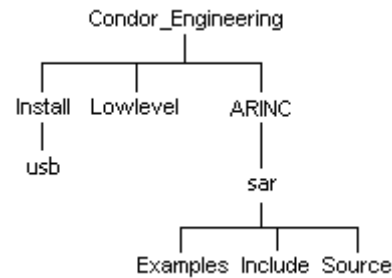 Condor_Engineering
Install Lowlevel ARINC
usb
sar
Examples Include Source